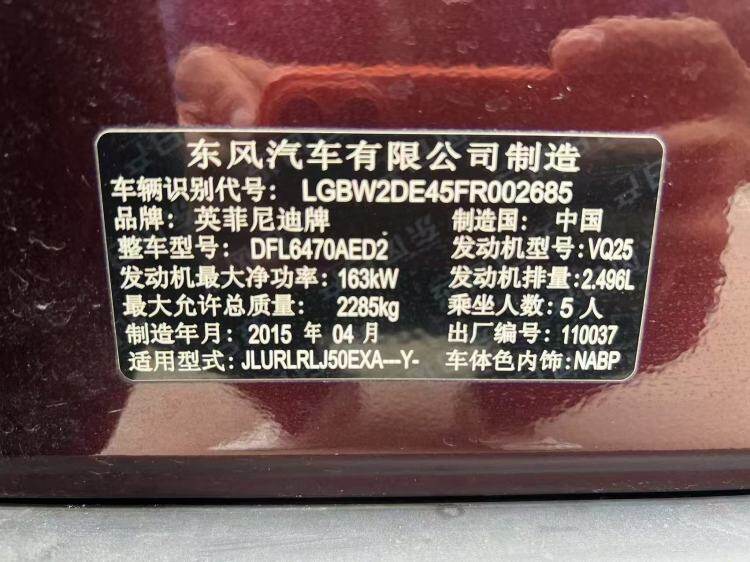 东风汽车有限公司制造
车辆识别代号: LGBW2DE45FR002685
品牌: 英菲尼迪牌 制造国: 中国
整车型号: DFL6470AED2 发动机型号: VQ25
发动机最大净功率: 163kW 发动机排量: 2.496L
最大允许总质量: 2285kg 乘坐人数: 5人
制造年月: 2015 年 04 月 出厂编号: 110037
适用型式: JLURLRLJ50EXA---Y- 车体色内饰: NABP